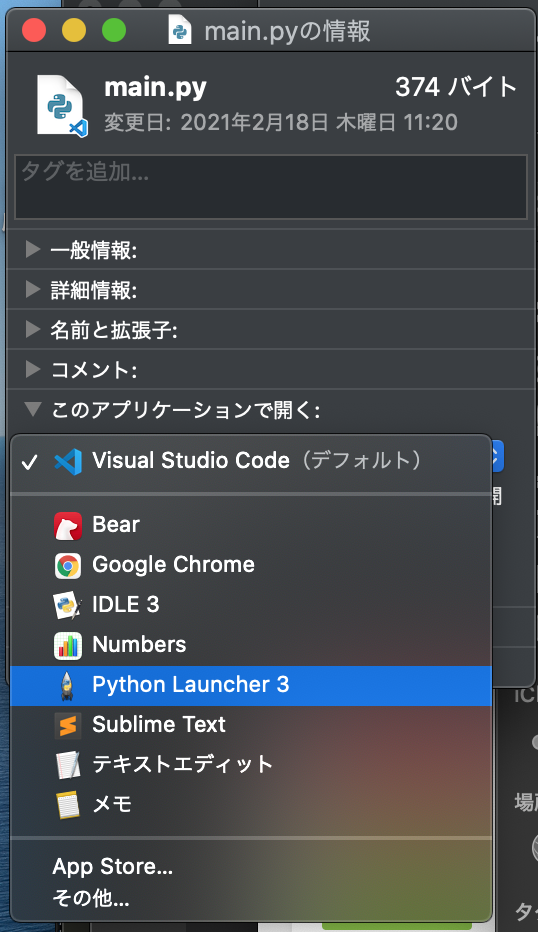 main.pyの情報
main.py
374 バイト
変更日: 2021年2月18日 木曜日 11:20
タグを追加...
一般情報:
詳細情報:
名前と拡張子:
コメント:
このアプリケーションで開く:
Visual Studio Code（デフォルト）
開
Bear
Google Chrome
IDLE 3
Numbers
Python Launcher 3
Sublime Text
テキストエディット
メモ
場所
App Store...
その他...
タグ